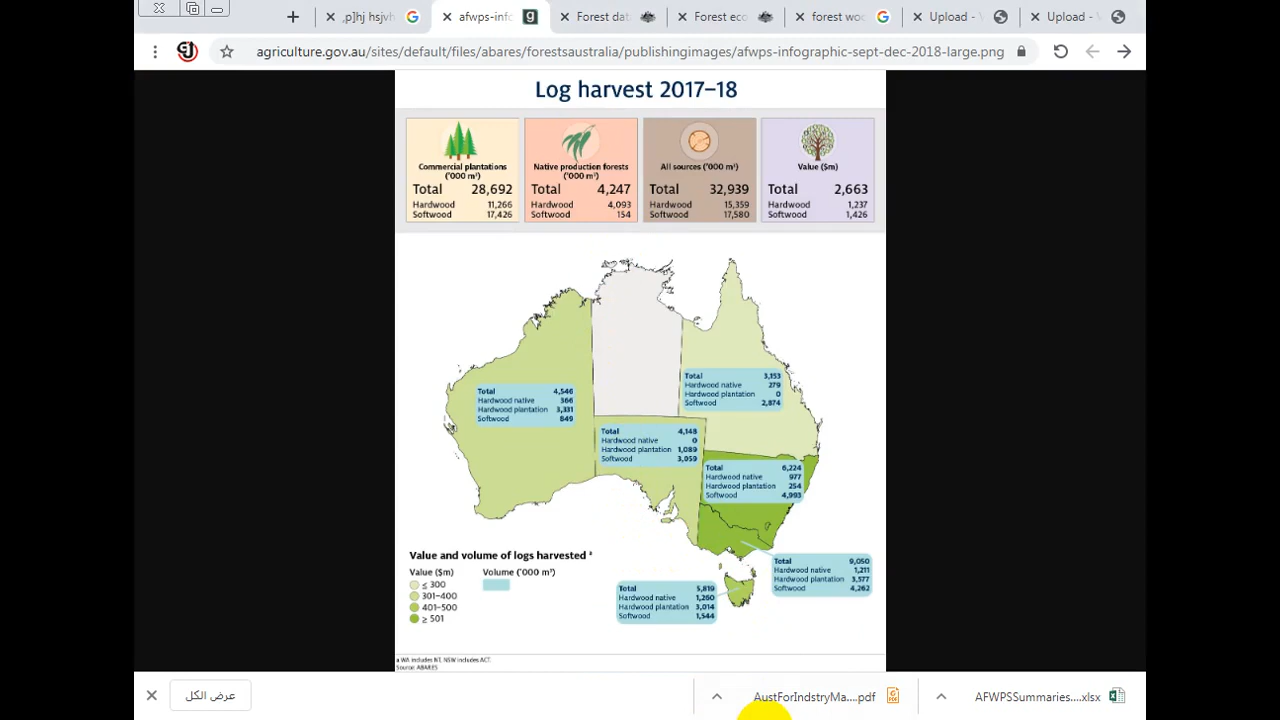 ,p]hj hsjvh
afwps-info
Forest dat
Forest eco
forest woo
Upload -
Upload -
agriculture.gov.au/sites/default/files/abares/forestsaustralia/publishingimages/afwps-infographic-sept-dec-2018-large.png
Log harvest 2017–18
Commercial plantations
('000 m³)
Total 28,692
Hardwood 11,266
Softwood 17,426
Native production forests
('000 m³)
Total 4,247
Hardwood 4,093
Softwood 154
All sources ('000 m³)
Total 32,939
Hardwood 15,359
Softwood 17,580
Value ($m)
Total 2,663
Hardwood 1,237
Softwood 1,426
Total 3,153
Hardwood native 279
Hardwood plantation 0
Softwood 2,874
Total 4,546
Hardwood native 366
Hardwood plantation 3,331
Softwood 849
Total 4,148
Hardwood native 0
Hardwood plantation 1,089
Softwood 3,059
Total 6,224
Hardwood native 977
Hardwood plantation 254
Softwood 4,993
Total 9,050
Hardwood native 1,211
Hardwood plantation 3,577
Softwood 4,262
Total 5,819
Hardwood native 1,260
Hardwood plantation 3,014
Softwood 1,544
Value and volume of logs harvested ª
Value ($m) Volume ('000 m³)
≤ 300
301–400
401–500
≥ 501
a WA includes NT, NSW includes ACT.
Source: ABARES
عرض الكل
AustForIndstryMa....pdf
AFWPSSummaries....xlsx